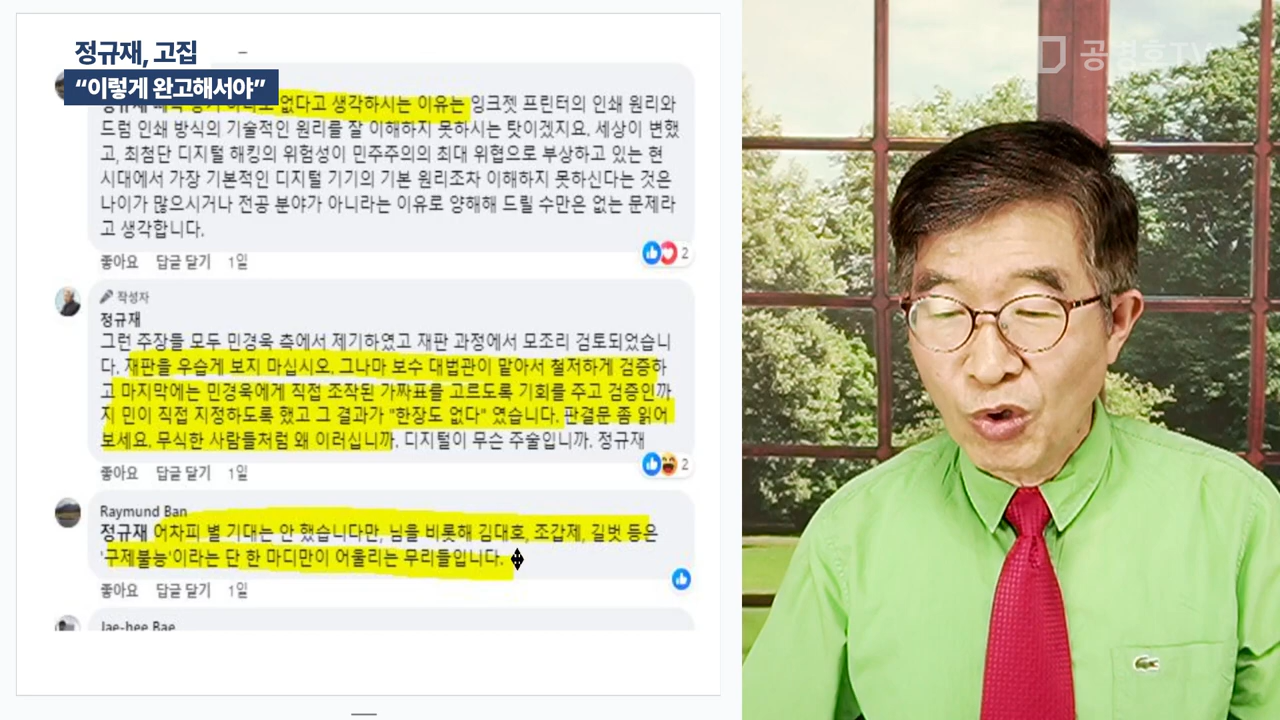 정규재, 고집
“이렇게 완고해서야”
없다고 생각하시는 이유는 잉크젯 프린터의 인쇄 원리와
드럼 인쇄 방식의 기술적인 원리를 잘 이해하지 못하시는 탓이겠지요. 세상이 변했
고, 최첨단 디지털 해킹의 위험성이 민주주의의 최대 위협으로 부상하고 있는 현
시대에서 가장 기본적인 디지털 기기의 기본 원리조차 이해하지 못하신다는 것은
나이가 많으시거나 전공 분야가 아니라는 이유로 양해해 드릴 수만은 없는 문제라
고 생각합니다.
좋아요 답글 달기 1일 2
작성자
정규재
그런 주장들 모두 민경욱 측에서 제기하였고 재판 과정에서 모조리 검토되었습니
다. 재판을 우습게 보지 마십시오. 그나마 보수 대법관이 맡아서 철저하게 검증하
고 마지막에는 민경욱에게 직접 조작된 가짜표를 고르도록 기회를 주고 검증인까
지 민이 직접 지정하도록 했고 그 결과가 "한장도 없다" 였습니다. 판결문 좀 읽어
보세요. 무식한 사람들처럼 왜 이러십니까. 디지털이 무슨 주술입니까. 정규재
좋아요 답글 달기 1일 2
Raymund Ban
정규재 어차피 별 기대는 안 했습니다만, 님을 비롯해 김대호, 조갑제, 길벗 등은
'구제불능'이라는 단 한 마디만이 어울리는 무리들입니다.
좋아요 답글 달기 1일
Jae-hee Bae
공병호TV